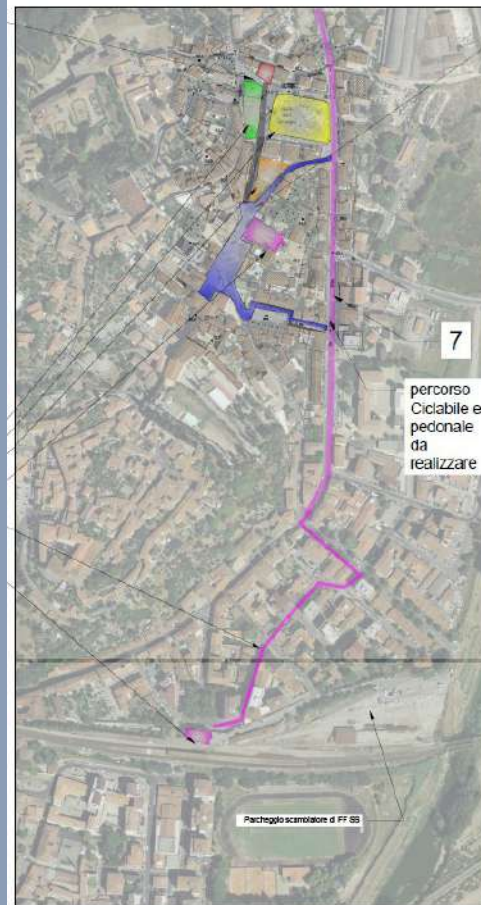 7
percorso
Ciclabile e
pedonale
da
realizzare
Parcheggio scambiatore di FF SS